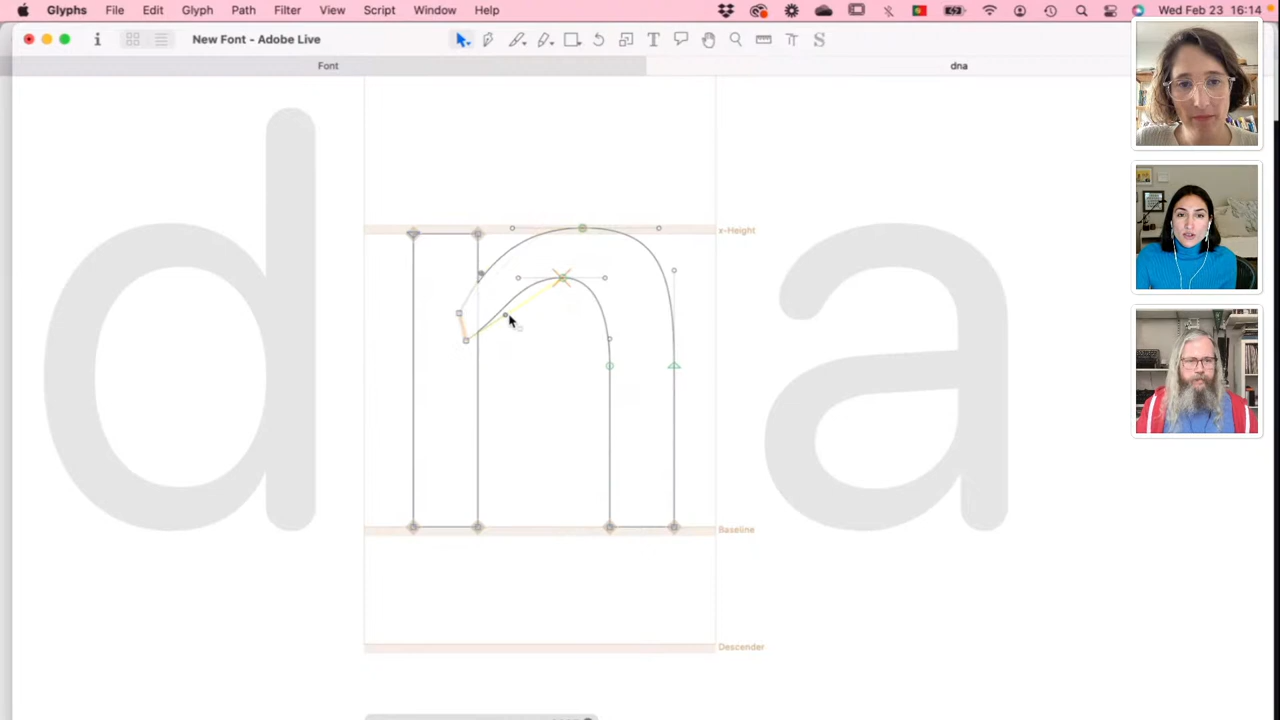 Glyphs File Edit Glyph Path Filter View Script Window Help Wed Feb 23 16:14
New Font - Adobe Live
Font dna
dna
x-Height
Baseline
Descender